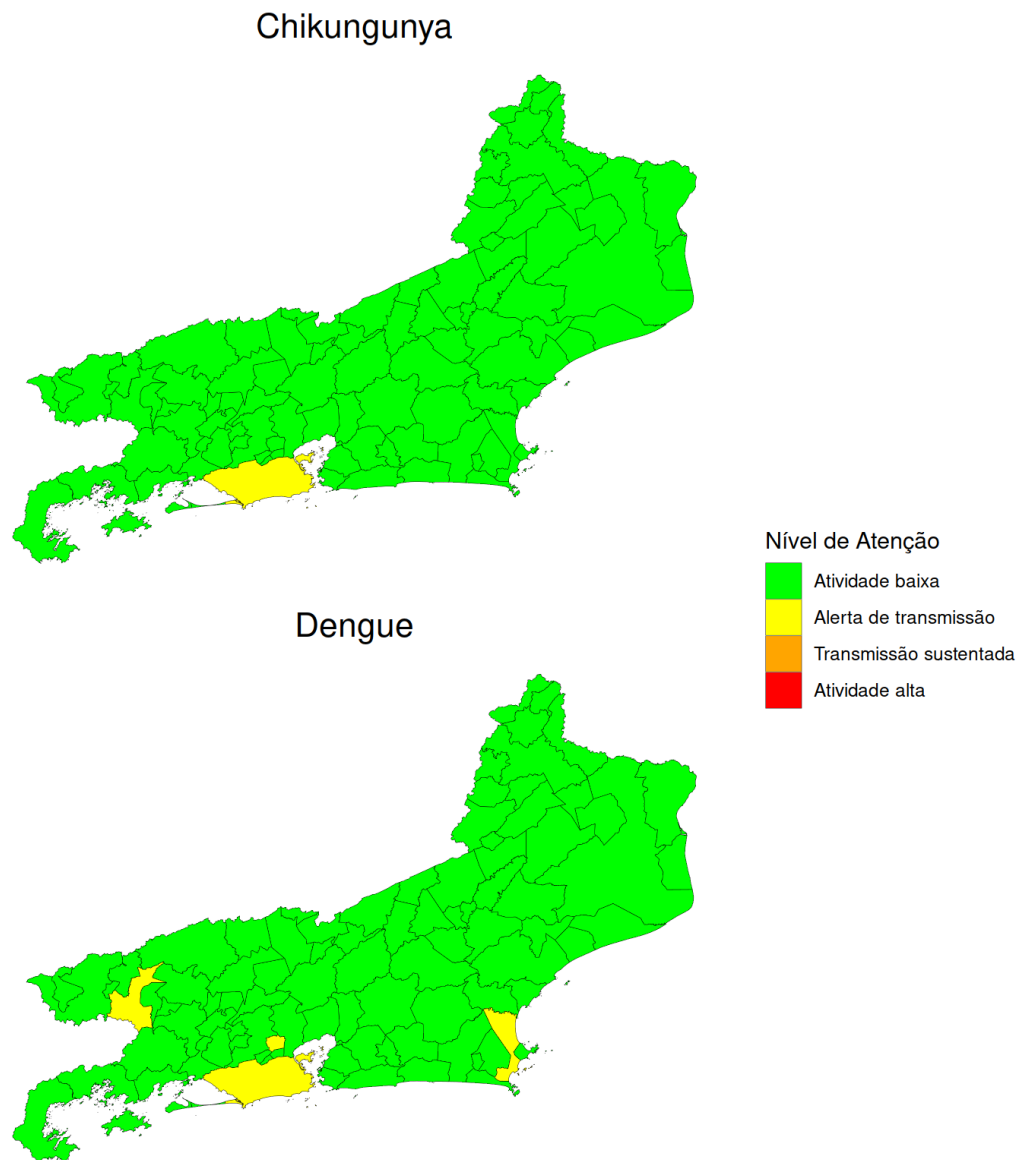 Chikungunya
Nível de Atenção
Atividade baixa
Alerta de transmissão
Transmissão sustentada
Atividade alta
Dengue